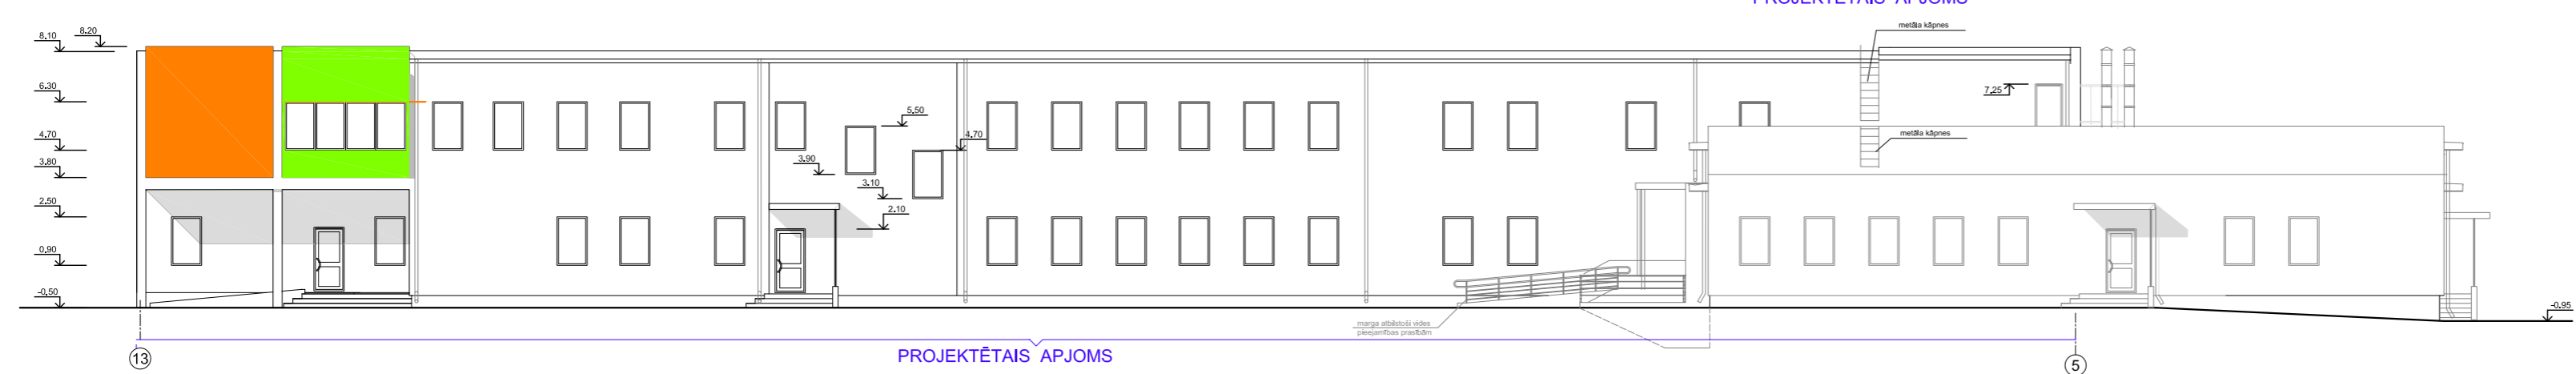 PROJEKTĒTAIS APJOMS
metāla kāpnes
8.20
8.10
6.30
7.25
5.50
4.70
4.70
metāla kāpnes
3.90
3.80
3.10
2.50
2.10
0.90
-0.50
-0.95
marga atbilstoši vides
pieejamības prasībām
13
PROJEKTĒTAIS APJOMS
5